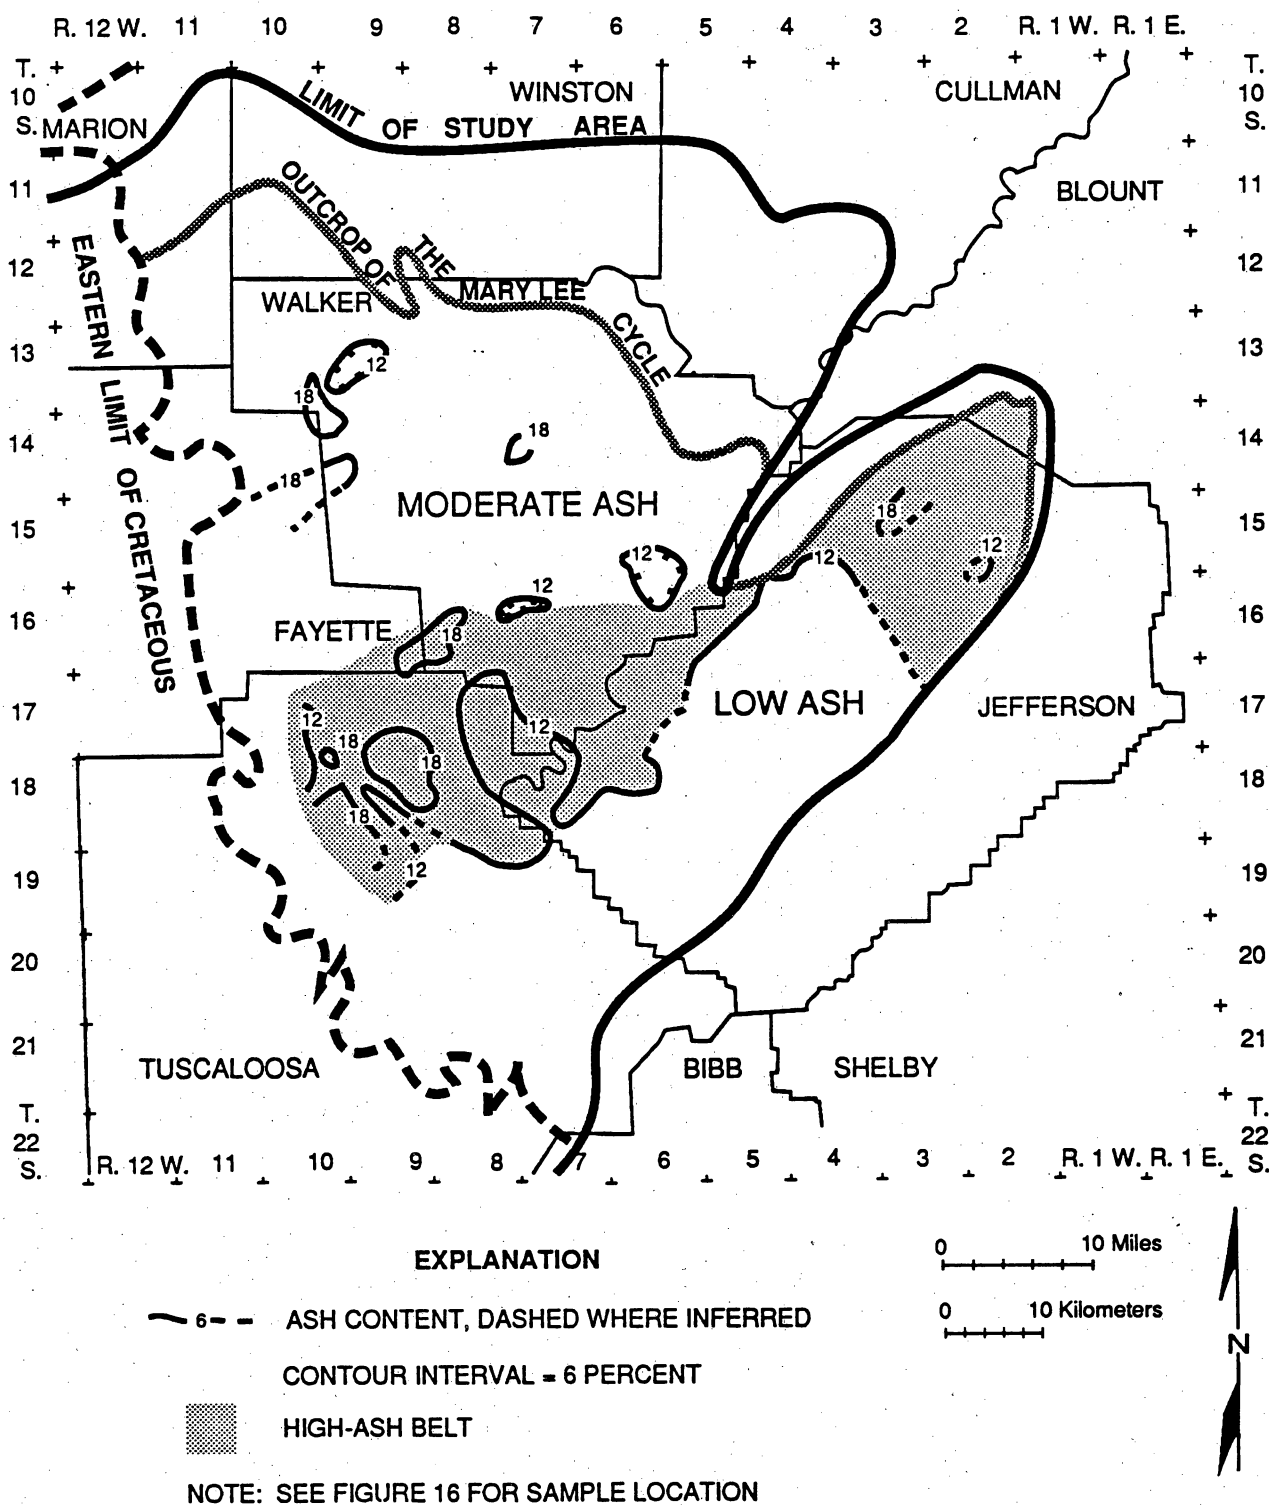 R. 12 W. 11 10 9 8 7 6 5 4 3 2 R. 1 W. R. 1 E.
T.
10
S.
T.
10
S.
WINSTON
CULLMAN
MARION
LIMIT OF STUDY AREA
11
11
BLOUNT
OUTCROP OF THE MARY LEE CYCLE
12
12
WALKER
EASTERN LIMIT OF CRETACEOUS
13
13
12
18
14
14
18
18
MODERATE ASH
15
15
18
12
12
12
12
16
16
FAYETTE
18
17
17
LOW ASH
JEFFERSON
12
12
18
18
18
18
18
12
19
19
20
20
21
21
TUSCALOOSA
BIBB
SHELBY
T.
22
S.
T.
22
S.
R. 12 W. 11 10 9 8 7 6 5 4 3 2 R. 1 W. R. 1 E.
EXPLANATION
0 10 Miles
6 ASH CONTENT, DASHED WHERE INFERRED
0 10 Kilometers
N
CONTOUR INTERVAL = 6 PERCENT
HIGH-ASH BELT
NOTE: SEE FIGURE 16 FOR SAMPLE LOCATION